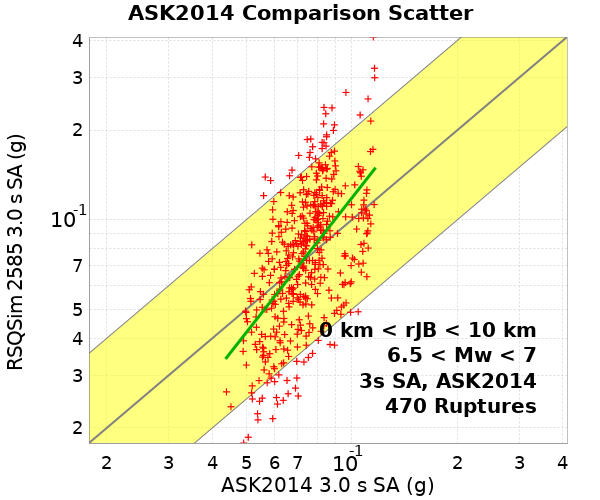 ASK2014 Comparison Scatter
RSQSim 2585 3.0 s SA (g)
4
3
2
10-1
7
5
4
3
2
0 km < rJB < 10 km
6.5 < Mw < 7
3s SA, ASK2014
470 Ruptures
2 3 4 5 6 7 10-1 2 3 4
ASK2014 3.0 s SA (g)